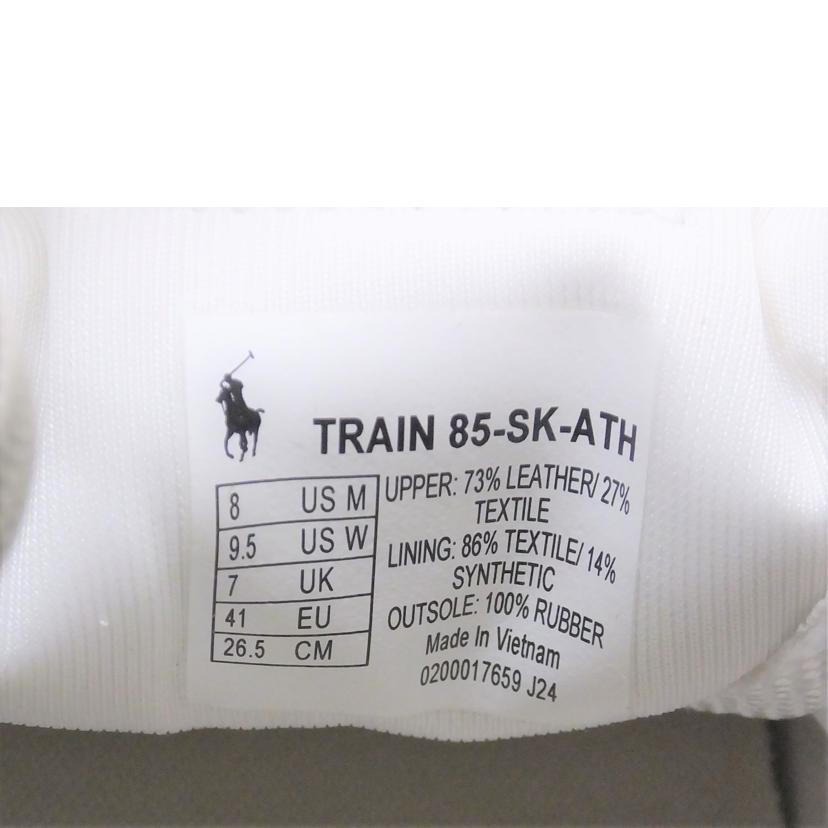 TRAIN 85-SK-ATH
8 US M
9.5 US W
7 UK
41 EU
26.5 CM
UPPER: 73% LEATHER/ 27%
TEXTILE
LINING: 86% TEXTILE/ 14%
SYNTHETIC
OUTSOLE: 100% RUBBER
Made In Vietnam
0200017659 J24